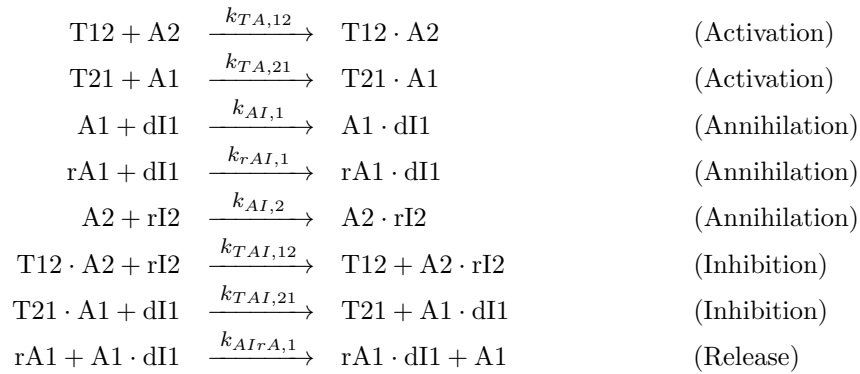 T12 + A2 \xrightarrow{k_{TA,12}} T12 · A2 (Activation)
T21 + A1 \xrightarrow{k_{TA,21}} T21 · A1 (Activation)
A1 + dI1 \xrightarrow{k_{AI,1}} A1 · dI1 (Annihilation)
rA1 + dI1 \xrightarrow{k_{rAI,1}} rA1 · dI1 (Annihilation)
A2 + rI2 \xrightarrow{k_{AI,2}} A2 · rI2 (Annihilation)
T12 · A2 + rI2 \xrightarrow{k_{TAI,12}} T12 + A2 · rI2 (Inhibition)
T21 · A1 + dI1 \xrightarrow{k_{TAI,21}} T21 + A1 · dI1 (Inhibition)
rA1 + A1 · dI1 \xrightarrow{k_{AIrA,1}} rA1 · dI1 + A1 (Release)